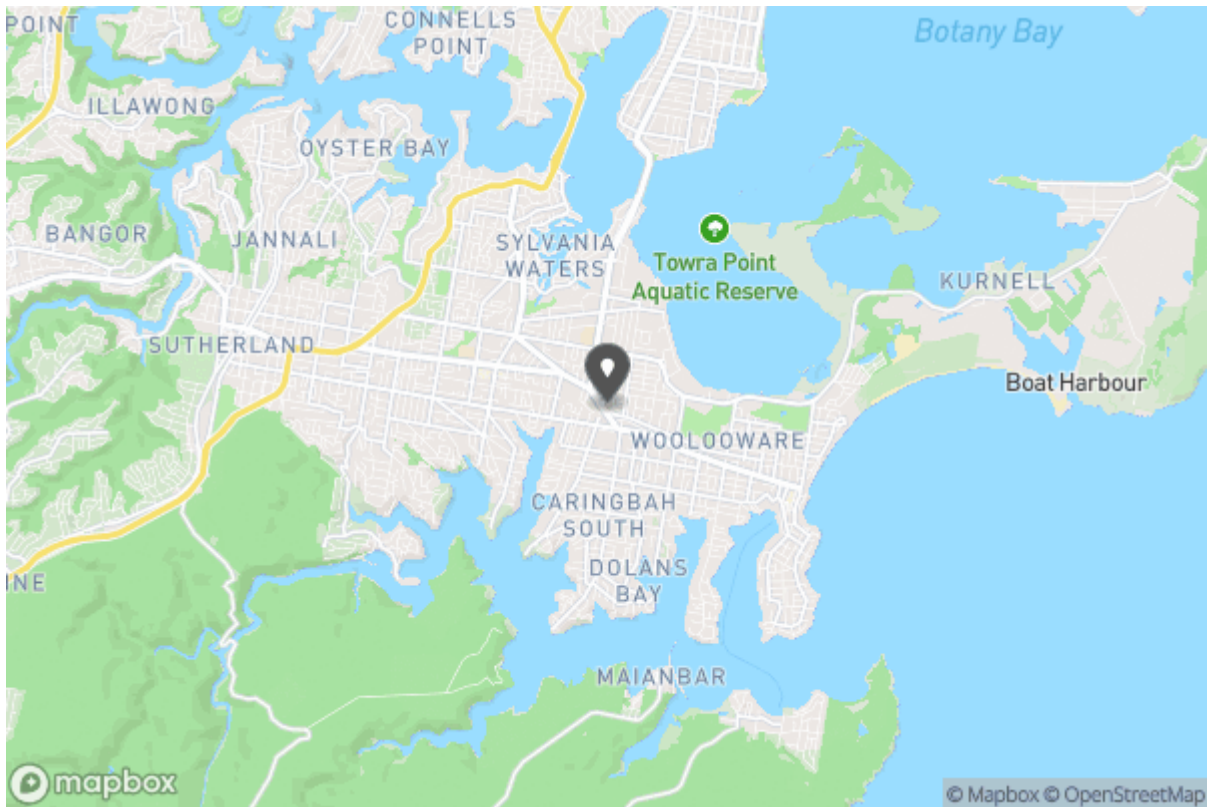 POINT
CONNELLS
POINT
Botany Bay
ILLAWONG
OYSTER BAY
BANGOR
JANNALI
SYLVANIA
WATERS
Towra Point
Aquatic Reserve
KURNELL
SUTHERLAND
Boat Harbour
WOOLOOWARE
CARINGBAH
SOUTH
DOLANS
BAY
INE
MAIANBAR
mapbox
© Mapbox © OpenStreetMap